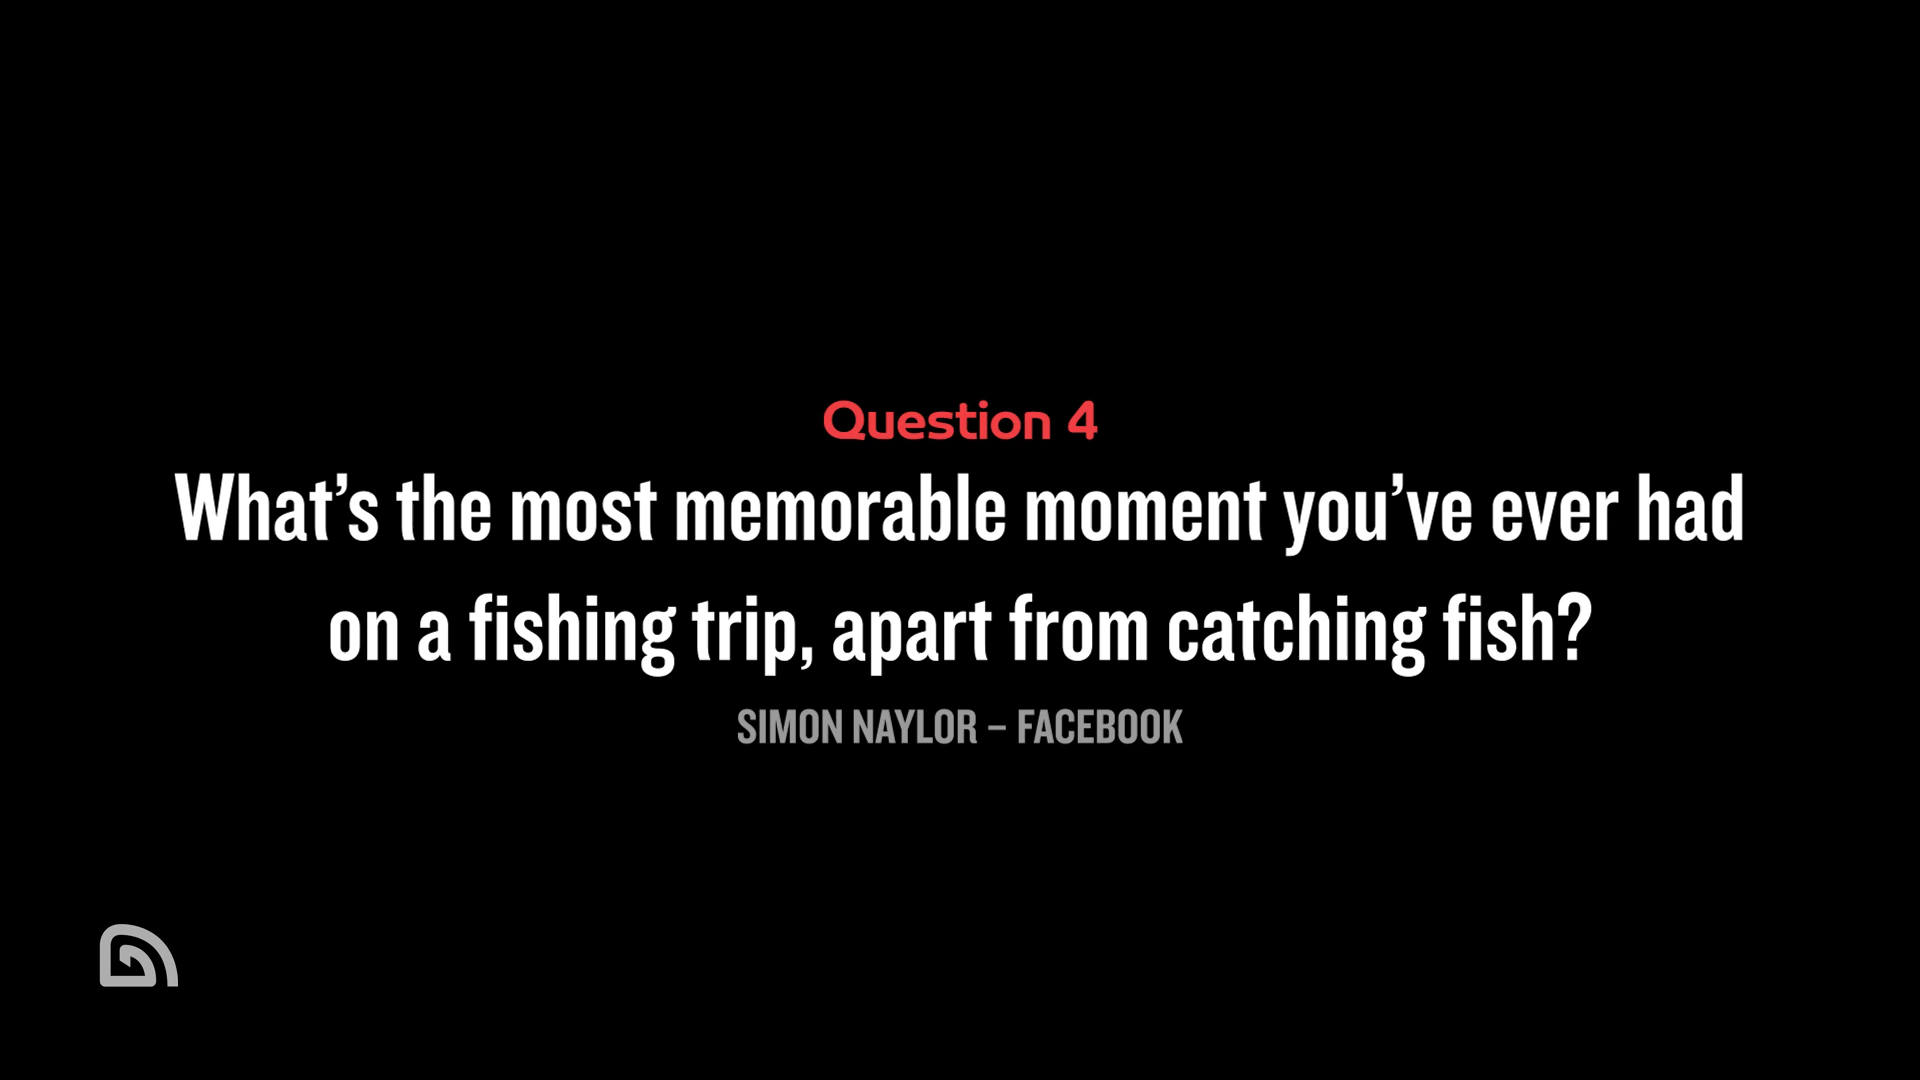 Question 4
What’s the most memorable moment you’ve ever had
on a fishing trip, apart from catching fish?
SIMON NAYLOR – FACEBOOK